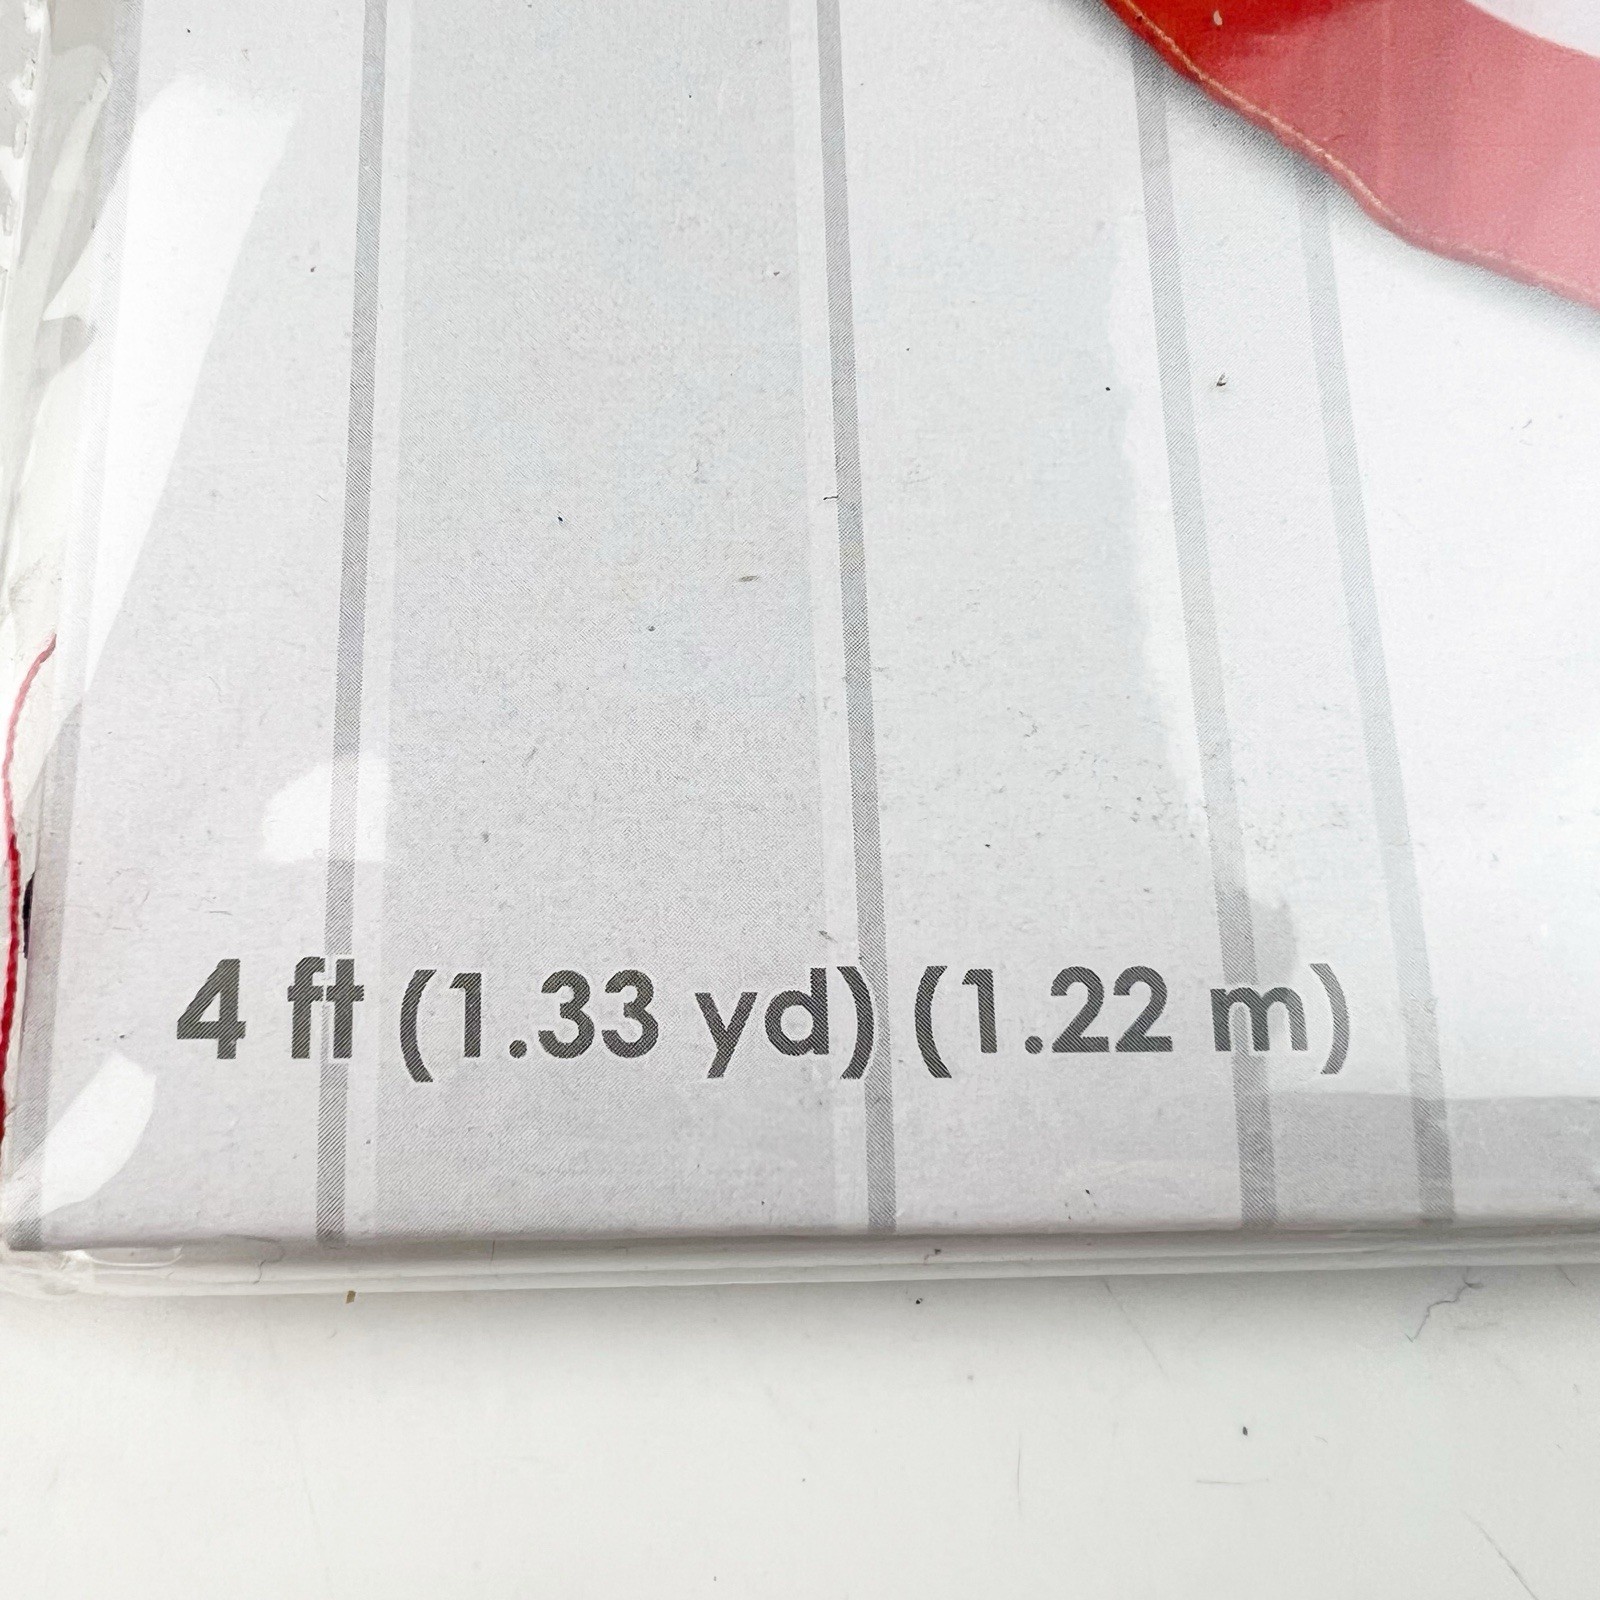 4 ft (1.33 yd) (1.22 m)